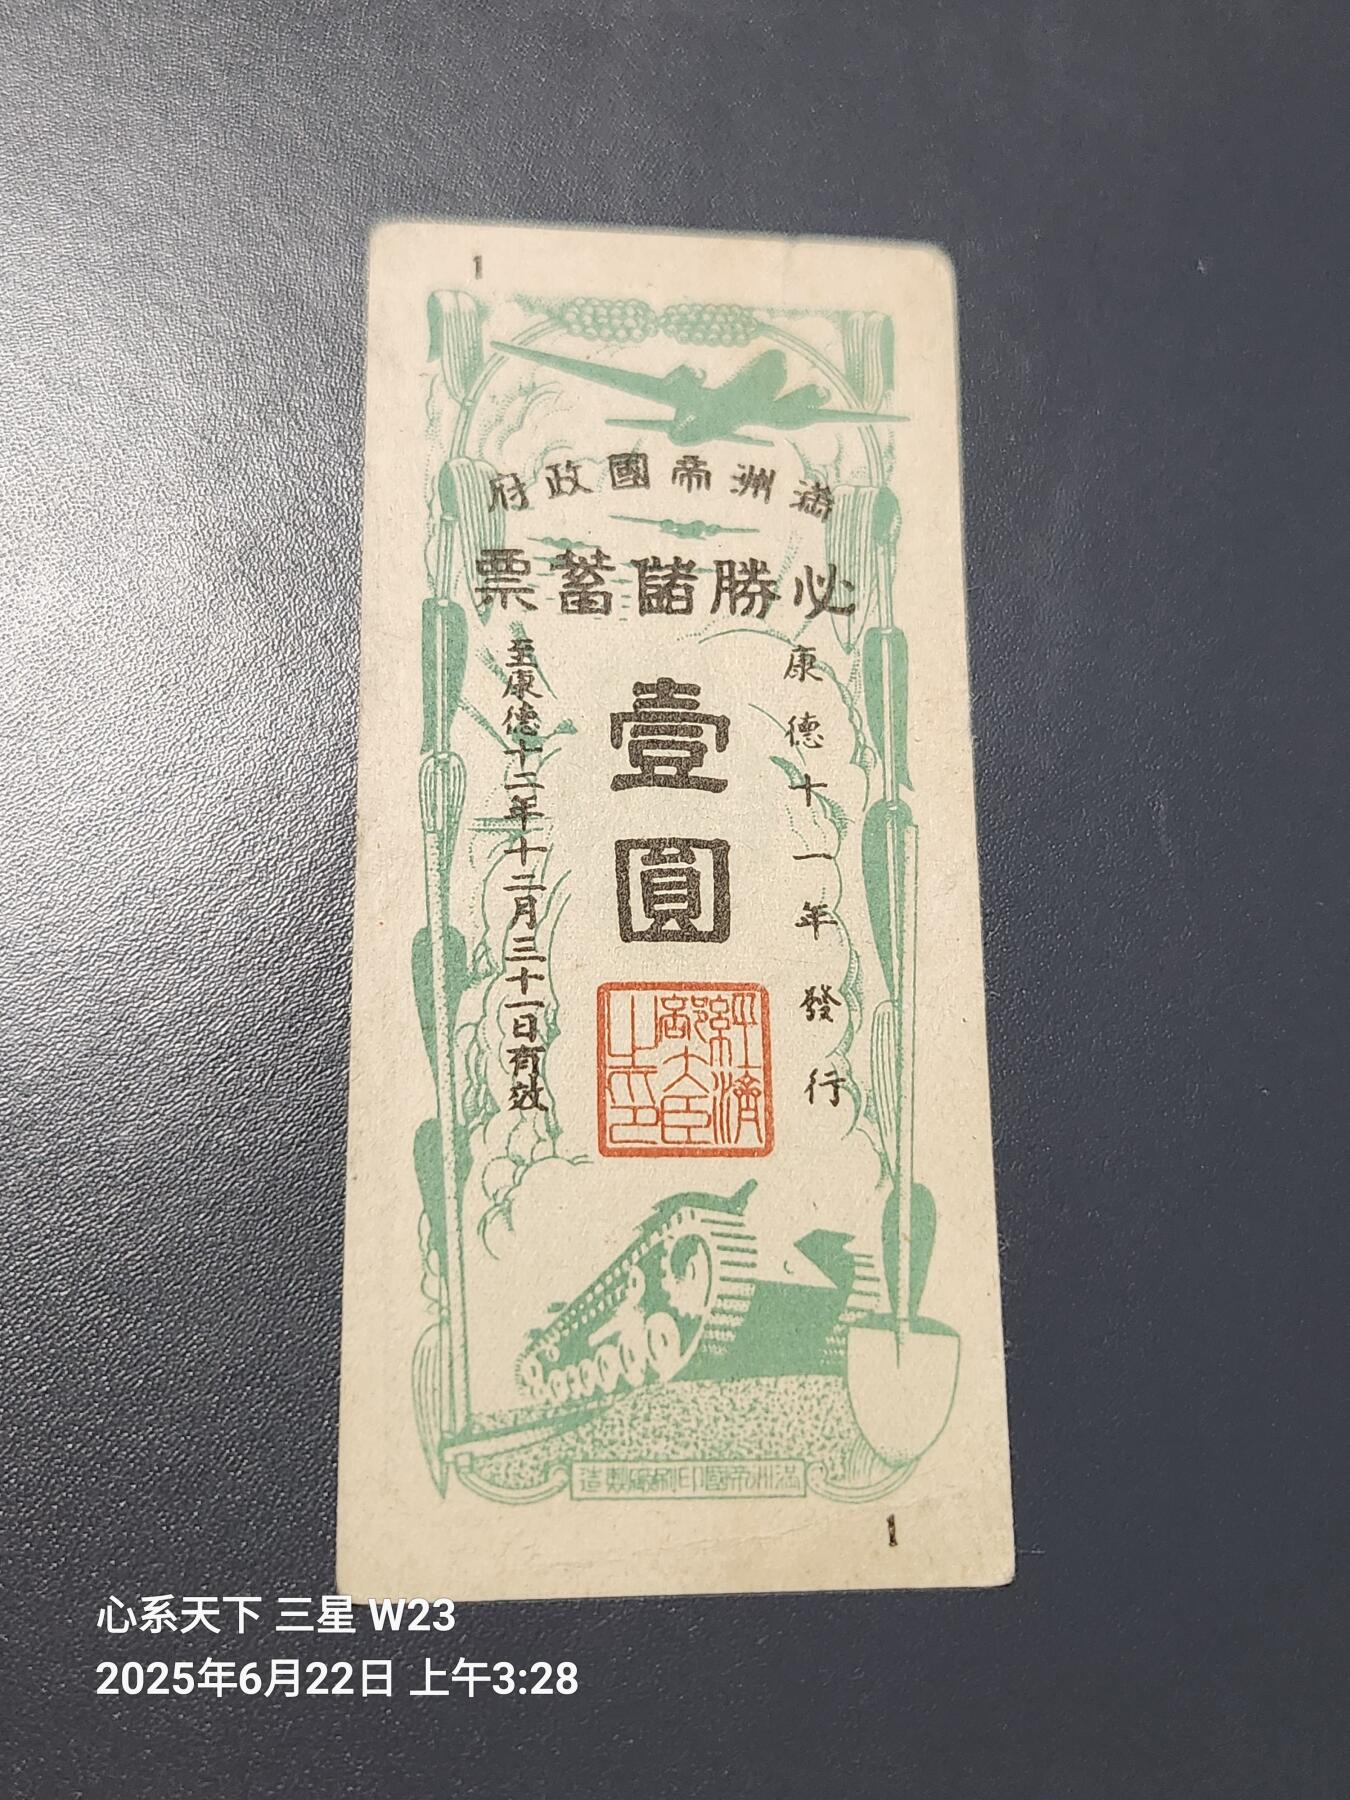 1
滿洲帝國政府
必勝儲蓄票
康德十一年發行
壹圓
至康德十二年十二月三十一日有效
經濟部大臣之印
滿洲帝國印刷廠製造
1
心系天下 三星 W23
2025年6月22日 上午3:28